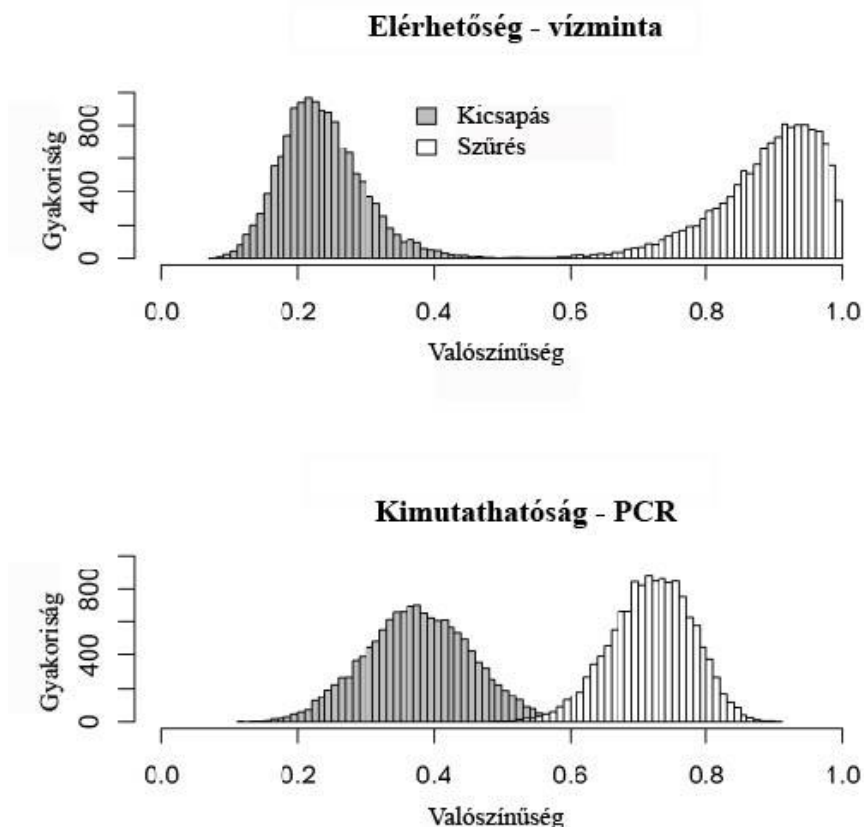 Elérhetőség - vízminta
Kicsapás
Szűrés
Gyakoriság
0 400 800
0.0 0.2 0.4 0.6 0.8 1.0
Valószínűség
Kimutathatóság - PCR
Gyakoriság
0 400 800
0.0 0.2 0.4 0.6 0.8 1.0
Valószínűség